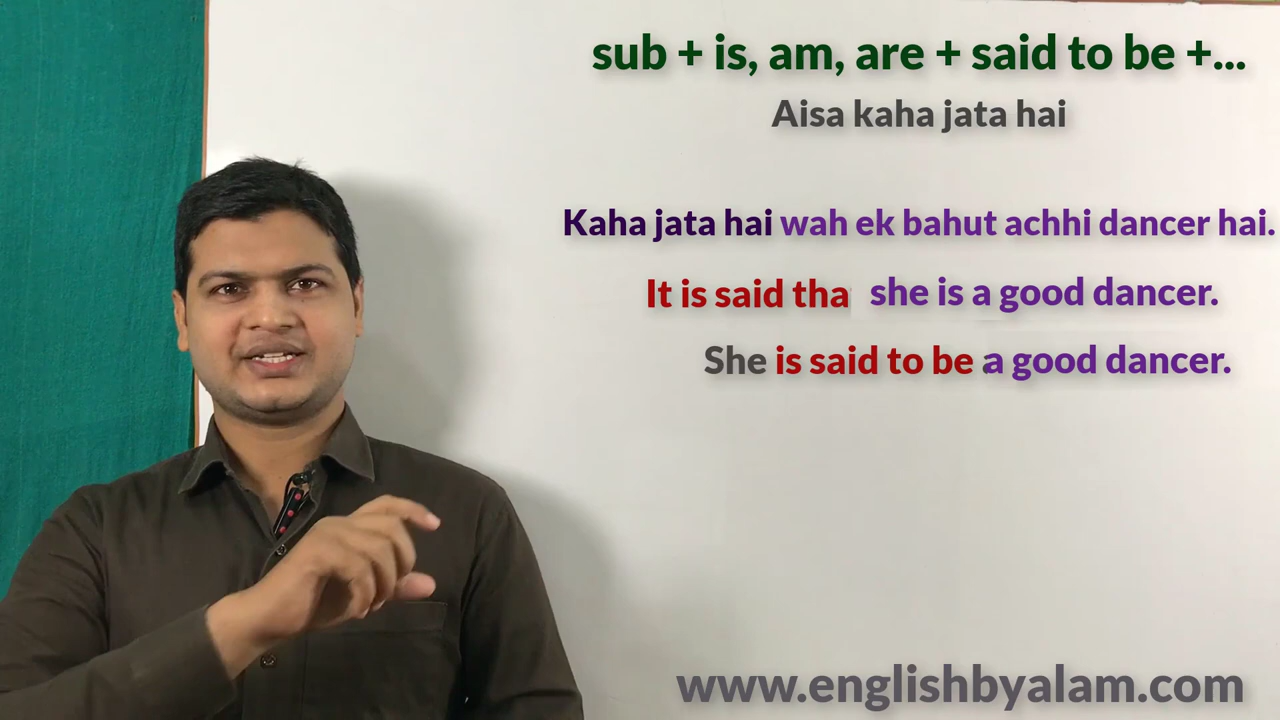 sub + is, am, are + said to be +...
Aisa kaha jata hai
Kaha jata hai wah ek bahut achhi dancer hai.
It is said tha she is a good dancer.
She is said to be a good dancer.
www.englishbyalam.com